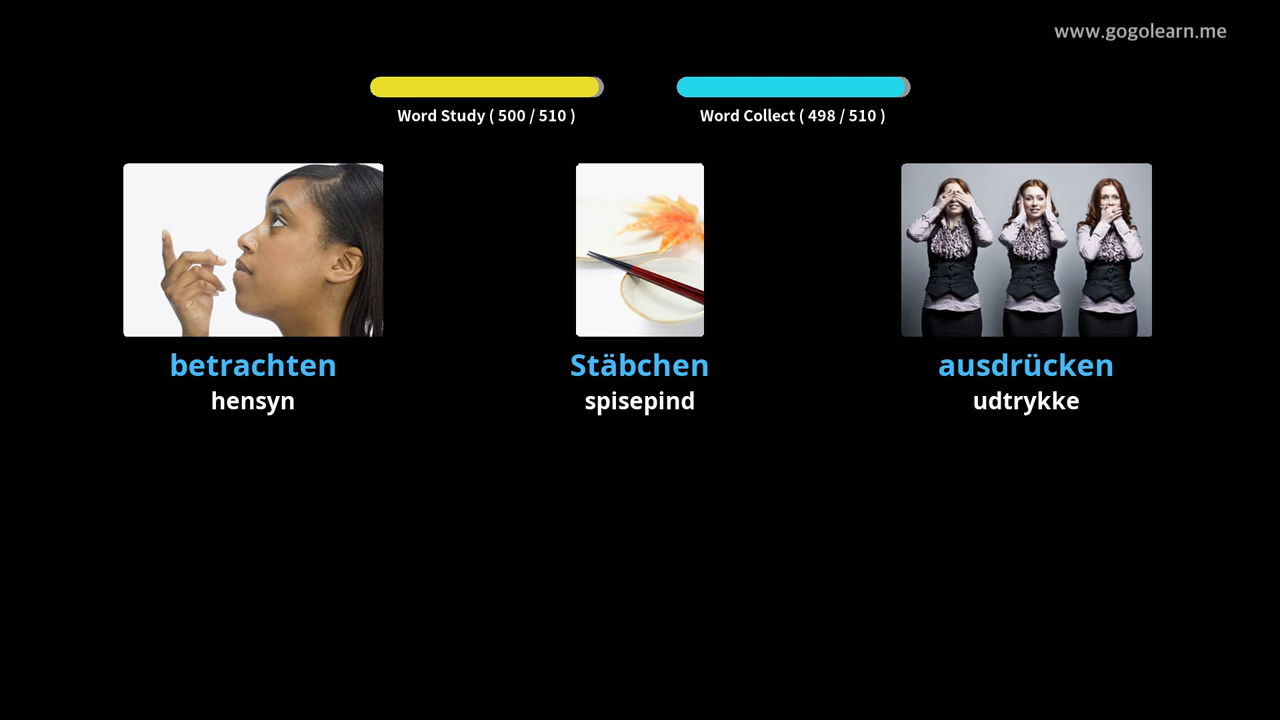 www.gogolearn.me
Word Study ( 500 / 510 )
Word Collect ( 498 / 510 )
betrachten
hensyn
Stäbchen
spisepind
ausdrücken
udtrykke